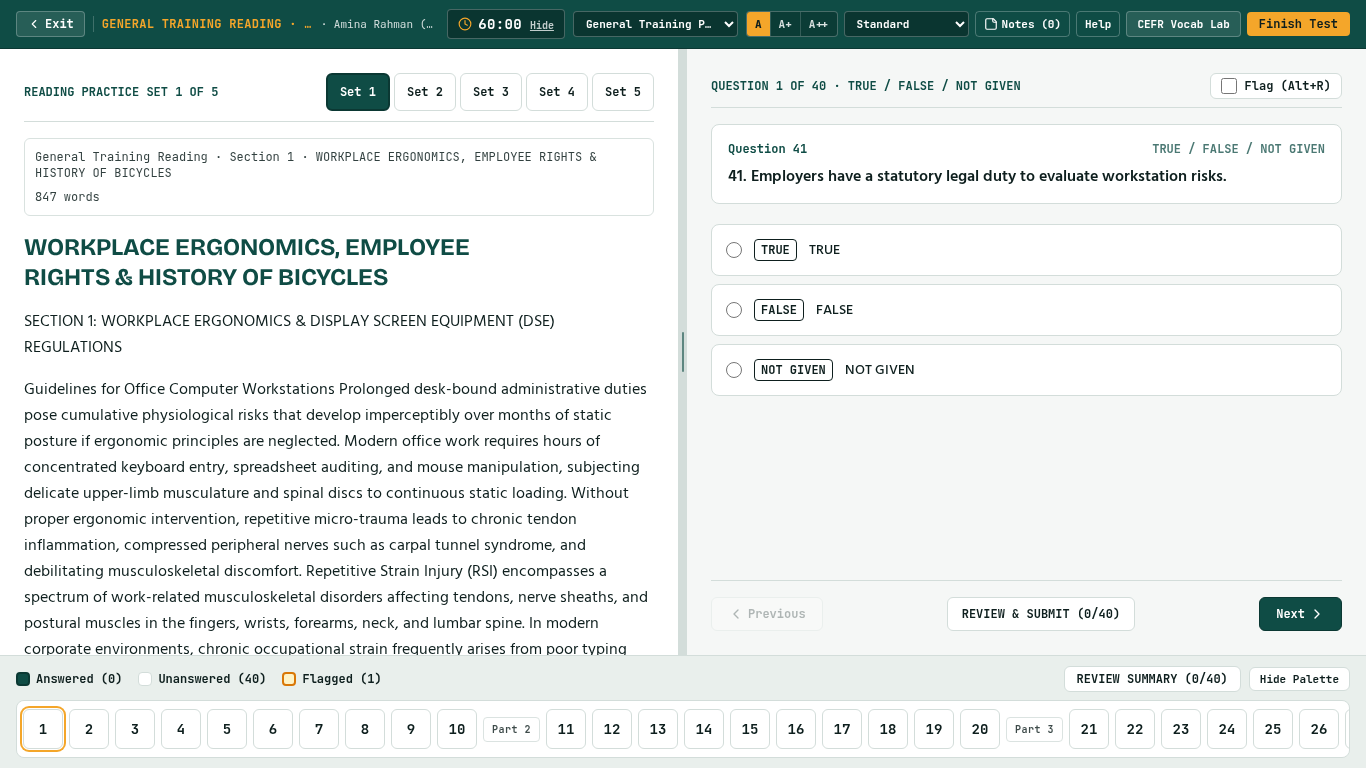 Exit
GENERAL TRAINING READING · … · Amina Rahman (…
60:00 Hide
General Training P…
A A+ A++
Standard
Notes (0)
Help
CEFR Vocab Lab
Finish Test
READING PRACTICE SET 1 OF 5
Set 1 Set 2 Set 3 Set 4 Set 5
General Training Reading · Section 1 · WORKPLACE ERGONOMICS, EMPLOYEE RIGHTS &
HISTORY OF BICYCLES
847 words
WORKPLACE ERGONOMICS, EMPLOYEE
RIGHTS & HISTORY OF BICYCLES
SECTION 1: WORKPLACE ERGONOMICS & DISPLAY SCREEN EQUIPMENT (DSE)
REGULATIONS
Guidelines for Office Computer Workstations Prolonged desk-bound administrative duties
pose cumulative physiological risks that develop imperceptibly over months of static
posture if ergonomic principles are neglected. Modern office work requires hours of
concentrated keyboard entry, spreadsheet auditing, and mouse manipulation, subjecting
delicate upper-limb musculature and spinal discs to continuous static loading. Without
proper ergonomic intervention, repetitive micro-trauma leads to chronic tendon
inflammation, compressed peripheral nerves such as carpal tunnel syndrome, and
debilitating musculoskeletal discomfort. Repetitive Strain Injury (RSI) encompasses a
spectrum of work-related musculoskeletal disorders affecting tendons, nerve sheaths, and
postural muscles in the fingers, wrists, forearms, neck, and lumbar spine. In modern
corporate environments, chronic occupational strain frequently arises from poor typing
QUESTION 1 OF 40 · TRUE / FALSE / NOT GIVEN
Flag (Alt+R)
Question 41
TRUE / FALSE / NOT GIVEN
41. Employers have a statutory legal duty to evaluate workstation risks.
TRUE TRUE
FALSE FALSE
NOT GIVEN NOT GIVEN
Previous
REVIEW & SUBMIT (0/40)
Next
Answered (0) Unanswered (40) Flagged (1)
REVIEW SUMMARY (0/40)
Hide Palette
1 2 3 4 5 6 7 8 9 10 Part 2 11 12 13 14 15 16 17 18 19 20 Part 3 21 22 23 24 25 26